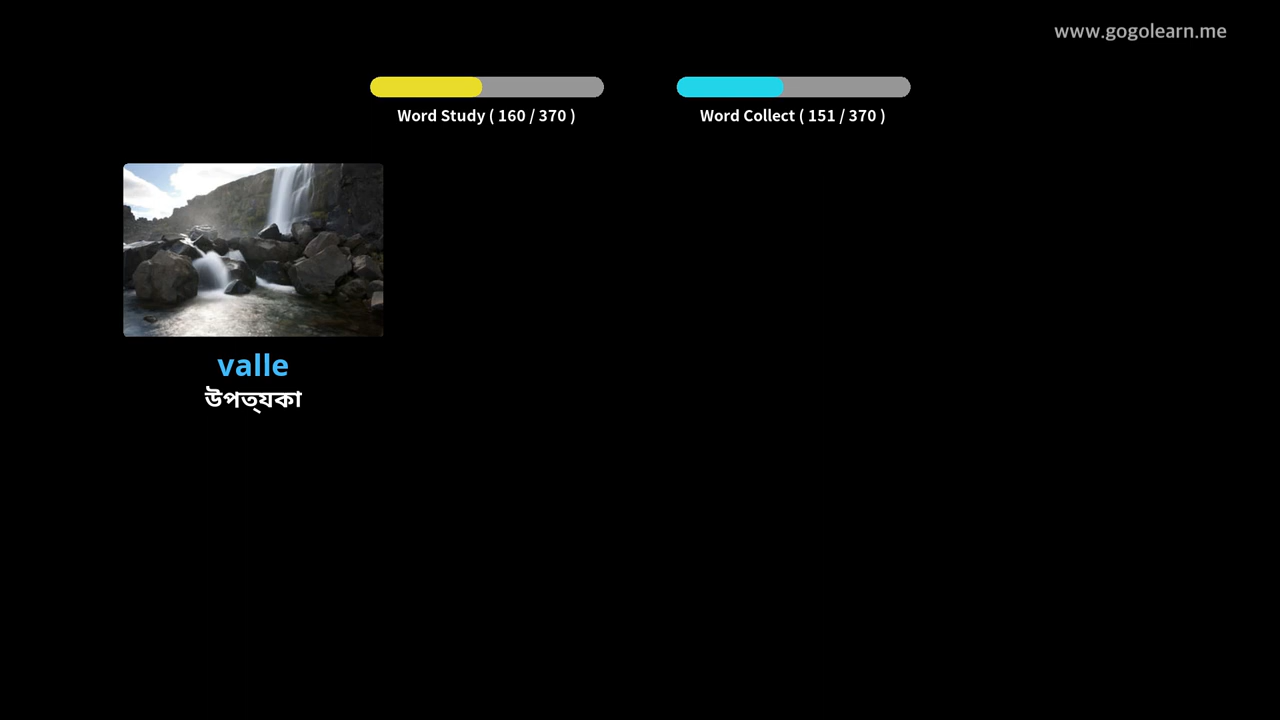 www.gogolearn.me
Word Study ( 160 / 370 )
Word Collect ( 151 / 370 )
valle
উপত্যকা